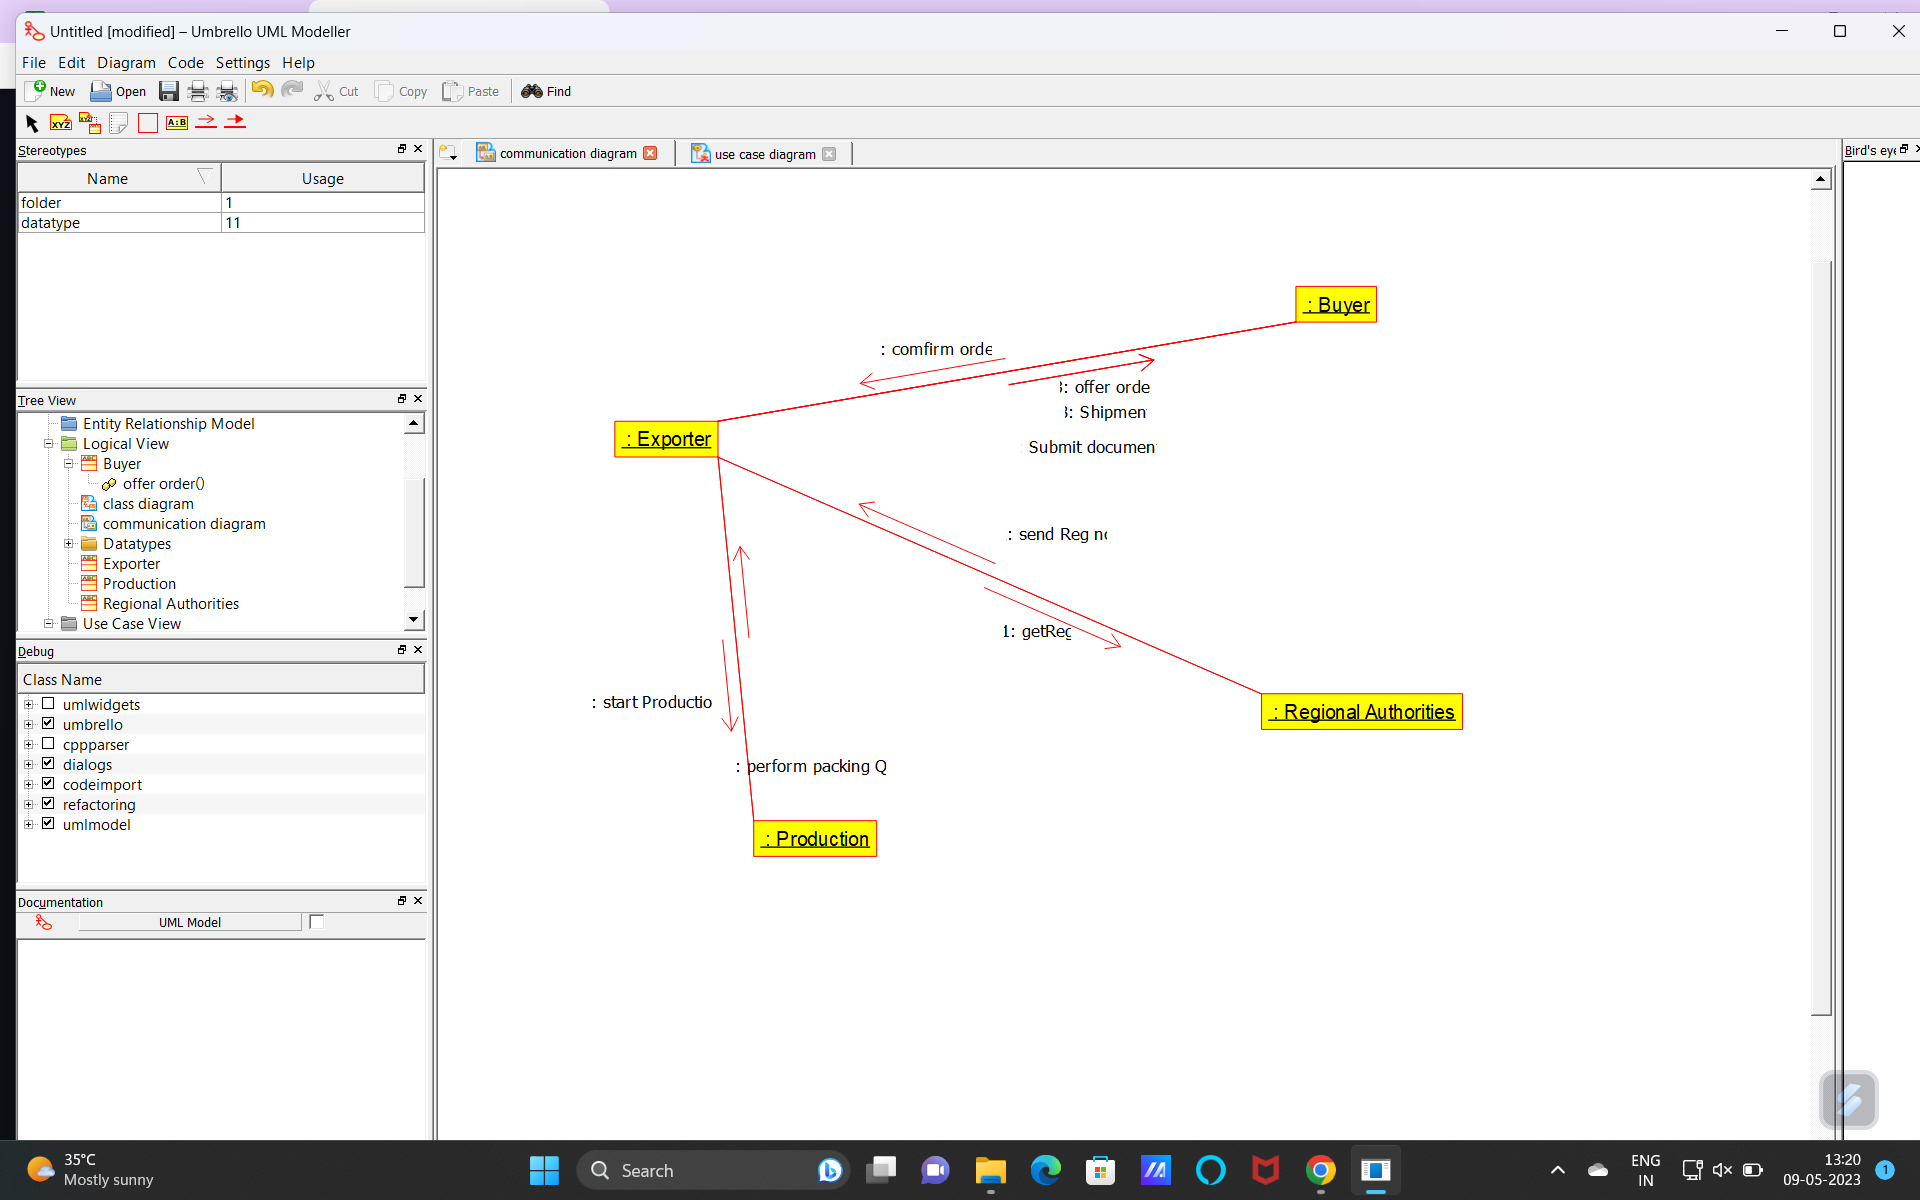 Untitled [modified] – Umbrello UML Modeller
File Edit Diagram Code Settings Help
New Open Cut Copy Paste Find
XYZ XYZ A:B
Stereotypes
Name Usage
folder 1
datatype 11
Tree View
Entity Relationship Model
Logical View
Buyer
offer order()
class diagram
communication diagram
Datatypes
Exporter
Production
Regional Authorities
Use Case View
Debug
Class Name
umlwidgets
umbrello
cppparser
dialogs
codeimport
refactoring
umlmodel
Documentation
UML Model
communication diagram
use case diagram
Bird's eye
: Buyer
: comfirm orde
3: offer orde
3: Shipmen
Submit documen
: Exporter
: send Reg no
1: getReg
: start Productio
: Regional Authorities
: perform packing Q
: Production
35°C
Mostly sunny
Search
ENG
IN
13:20
09-05-2023
1